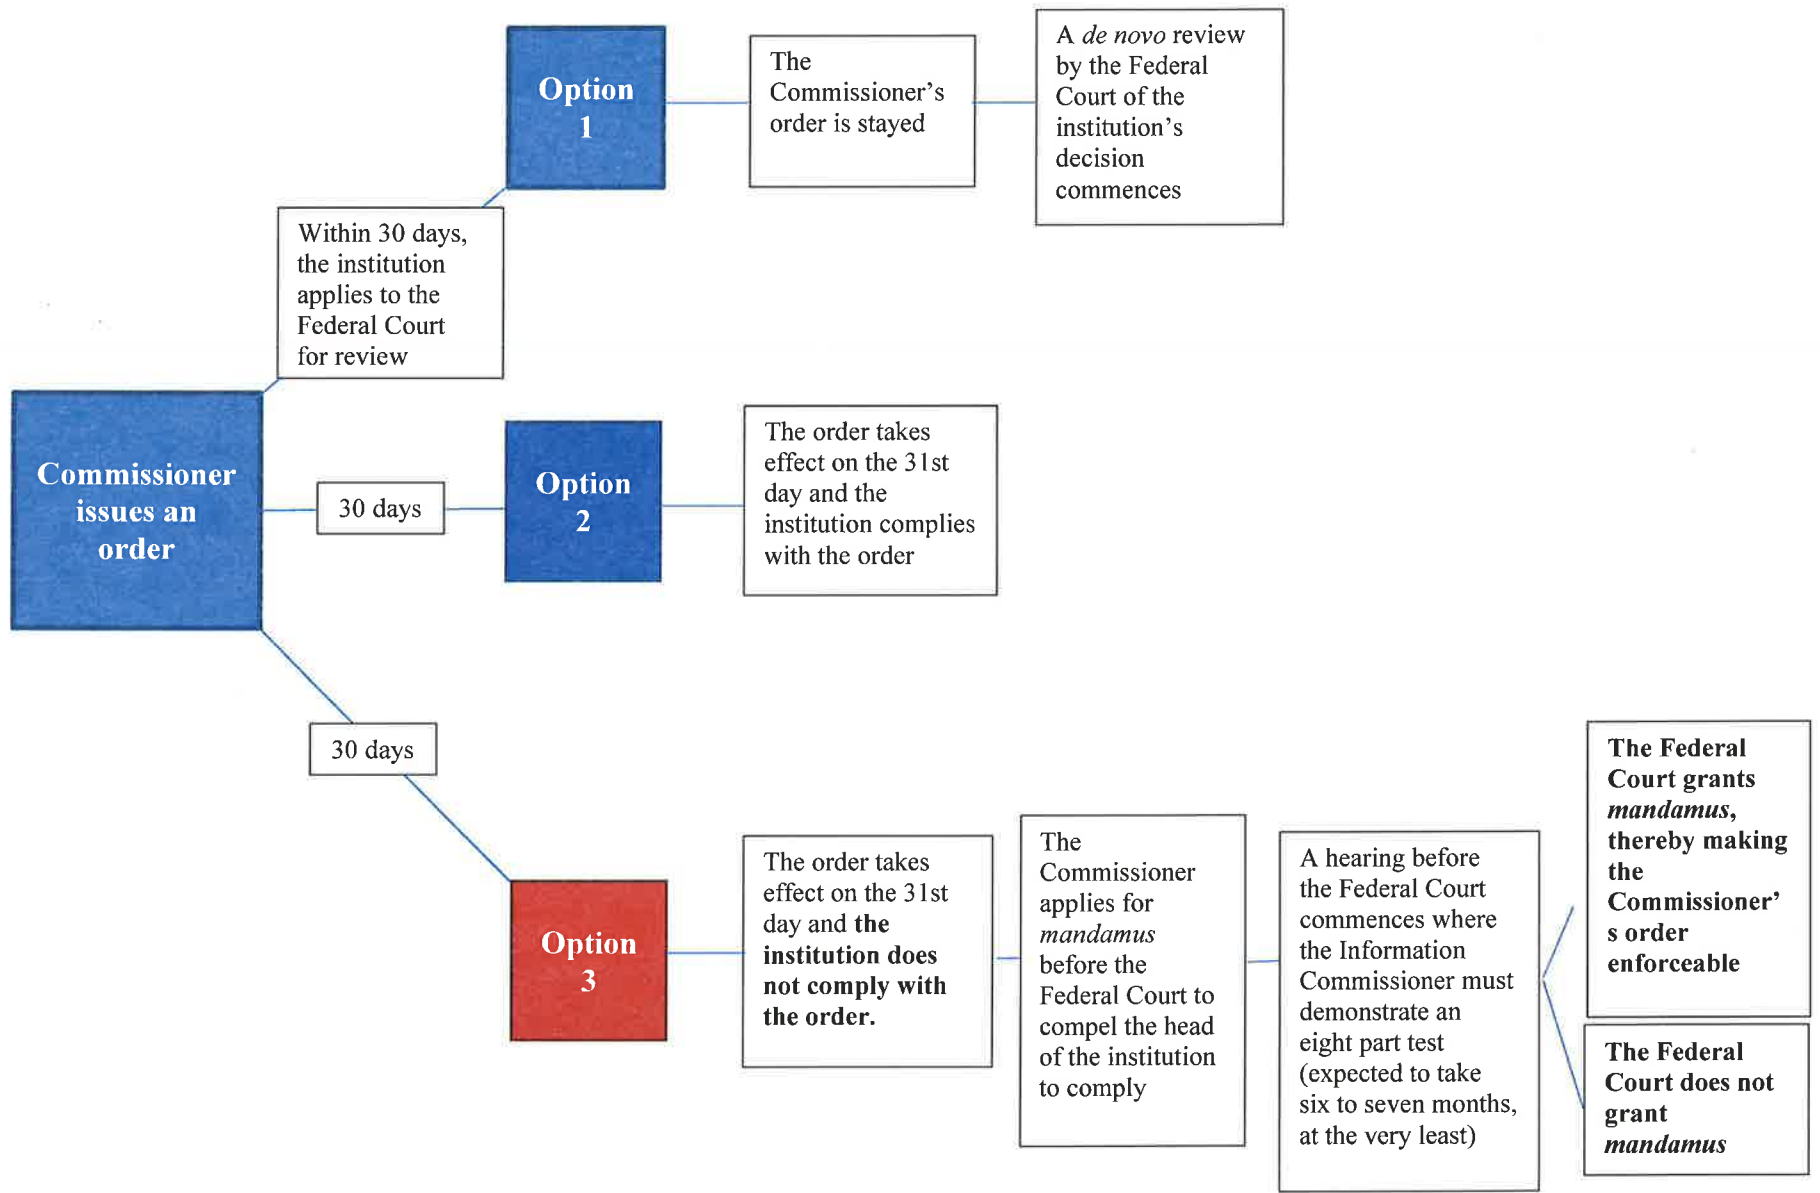 Commissioner
issues an
order
Within 30 days,
the institution
applies to the
Federal Court
for review
Option
1
The
Commissioner's
order is stayed
A de novo review
by the Federal
Court of the
institution's
decision
commences
30 days
Option
2
The order takes
effect on the 31st
day and the
institution complies
with the order
30 days
Option
3
The order takes
effect on the 31st
day and the
institution does
not comply with
the order.
The
Commissioner
applies for
mandamus
before the
Federal Court to
compel the head
of the institution
to comply
A hearing before
the Federal Court
commences where
the Information
Commissioner must
demonstrate an
eight part test
(expected to take
six to seven months,
at the very least)
The Federal
Court grants
mandamus,
thereby making
the
Commissioner'
s order
enforceable
The Federal
Court does not
grant
mandamus